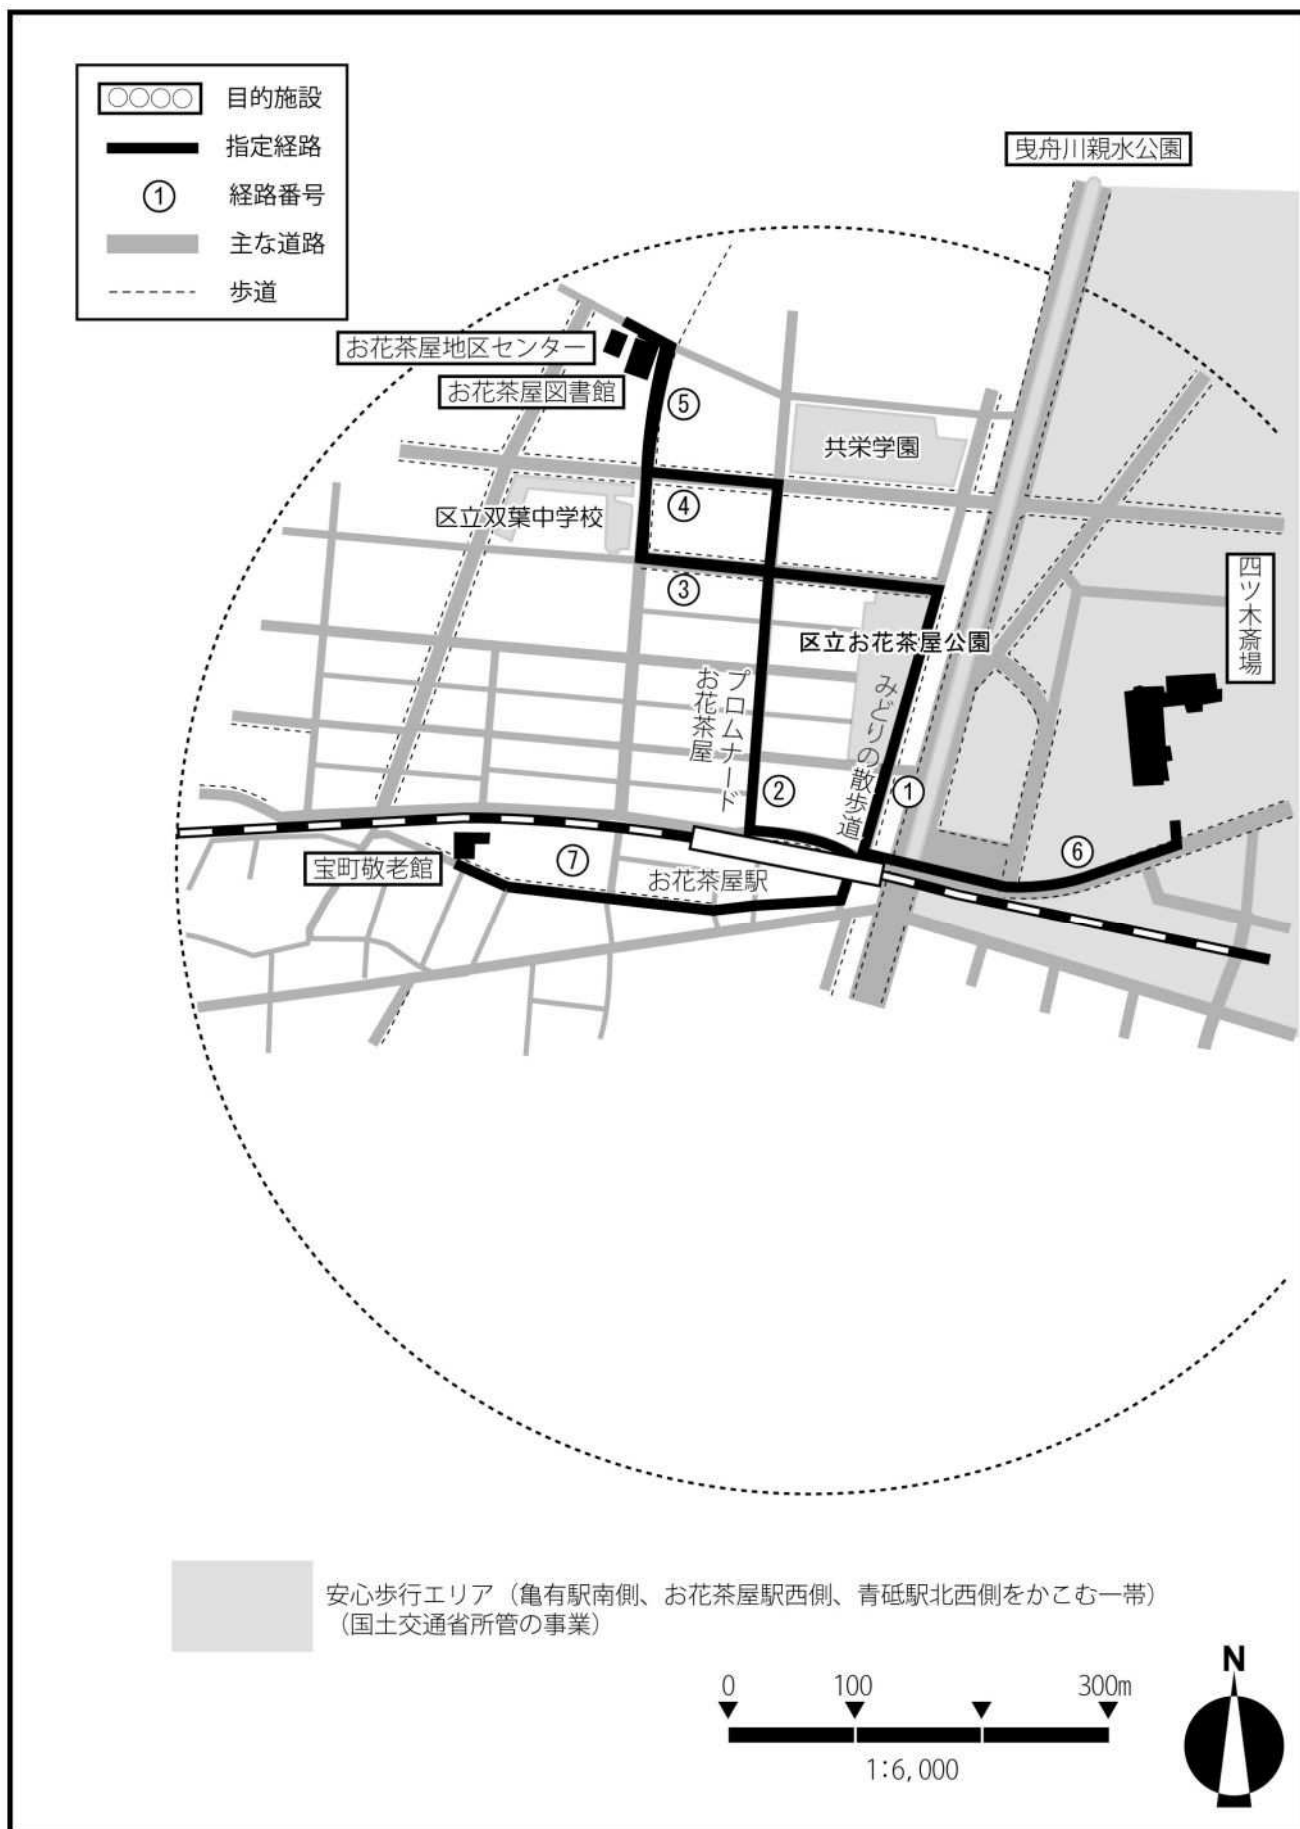 ○○○○ 目的施設
指定経路
① 経路番号
主な道路
歩道
曳舟川親水公園
お花茶屋地区センター
お花茶屋図書館
⑤
共栄学園
④
区立双葉中学校
③
四ツ木斎場
区立お花茶屋公園
プロムナード
お花茶屋
みどりの散歩道
②
①
⑥
宝町敬老館
⑦
お花茶屋駅
安心歩行エリア（亀有駅南側、お花茶屋駅西側、青砥駅北西側をかこむ一帯）
（国土交通省所管の事業）
0 100 300m
1:6,000
N